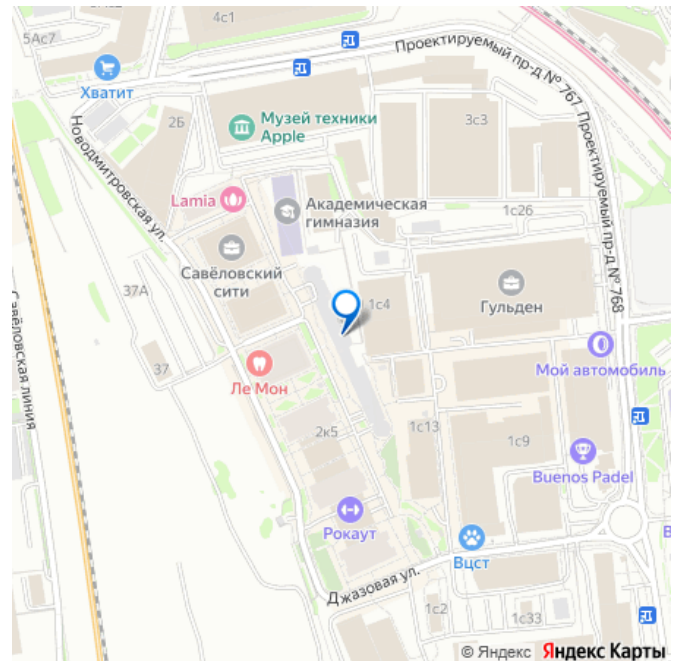 4с1
5Ас7
Хватит
Проектируемый пр-д № 767
Проектируемый пр-д № 768
Новодмитровская ул.
2Б
Музей техники
Apple
3с3
Lamia
Академическая
гимназия
1с26
Савёловский
сити
37А
1с4
Гульден
Савёловская линия
37
Ле Мон
Мой автомобиль
2к5
1с13
1с9
Buenos Padel
Рокаут
Вцст
Джазовая ул.
1с2
1с33
© Яндекс Яндекс Карты